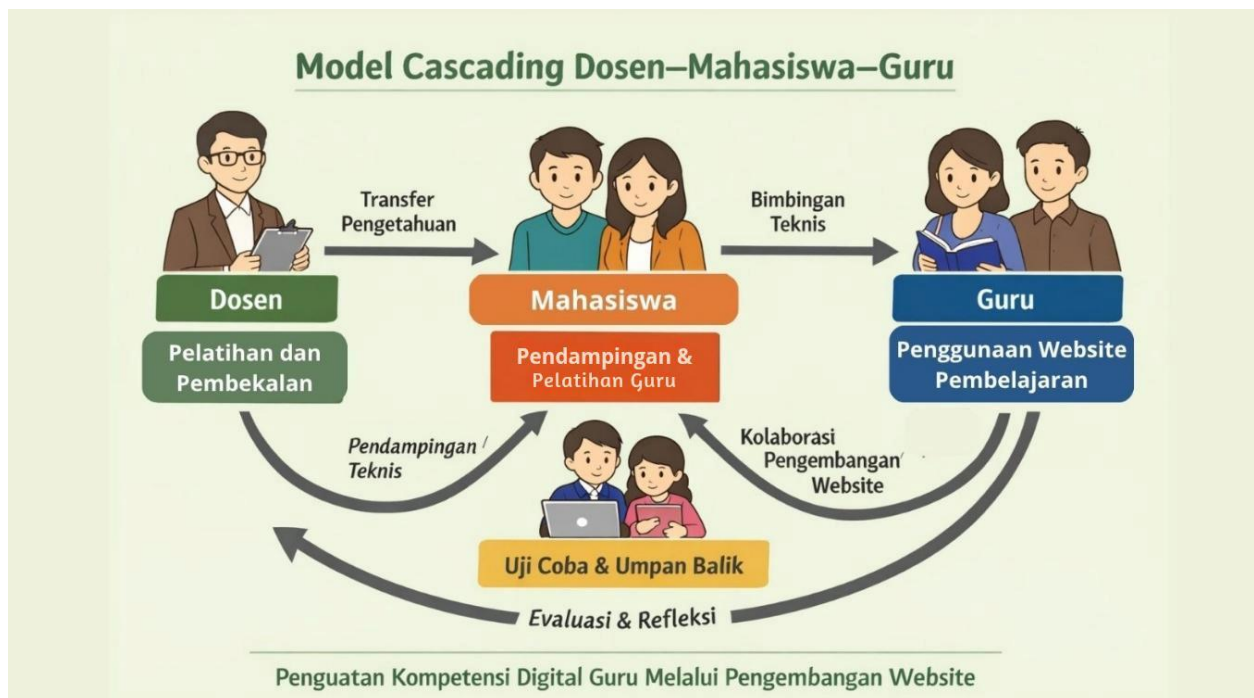 Model Cascading Dosen–Mahasiswa–Guru
Transfer
Pengetahuan
Bimbingan
Teknis
Dosen
Mahasiswa
Guru
Pelatihan dan
Pembekalan
Pendampingan &
Pelatihan Guru
Penggunaan Website
Pembelajaran
Pendampingan
Teknis
Kolaborasi
Pengembangan
Website
Uji Coba & Umpan Balik
Evaluasi & Refleksi
Penguatan Kompetensi Digital Guru Melalui Pengembangan Website